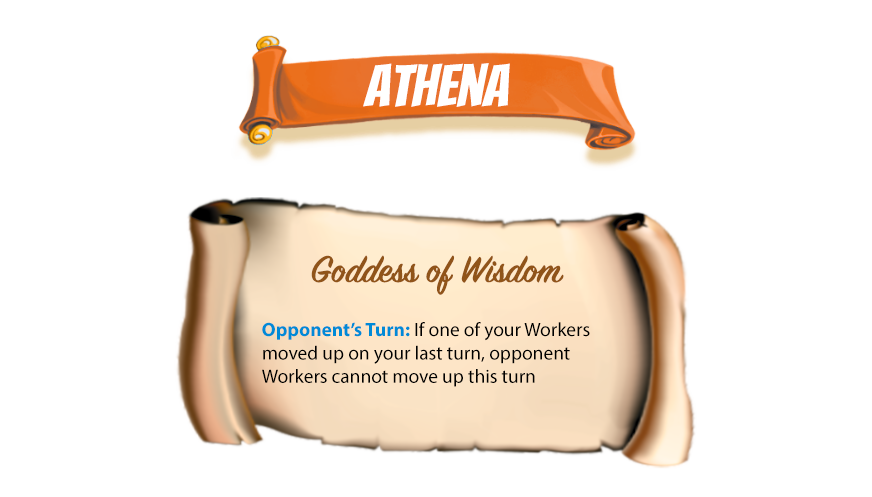 ATHENA
Goddess of Wisdom
Opponent's Turn: If one of your Workers
moved up on your last turn, opponent
Workers cannot move up this turn